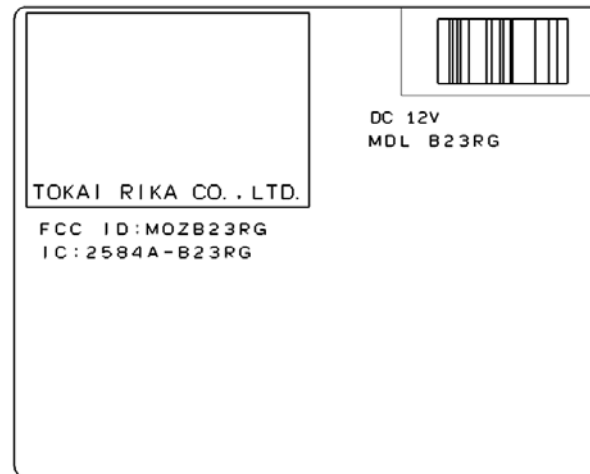 DC 12V
MDL B23RG
TOKAI RIKA CO.,LTD.
FCC ID:MOZB23RG
IC:2584A-B23RG